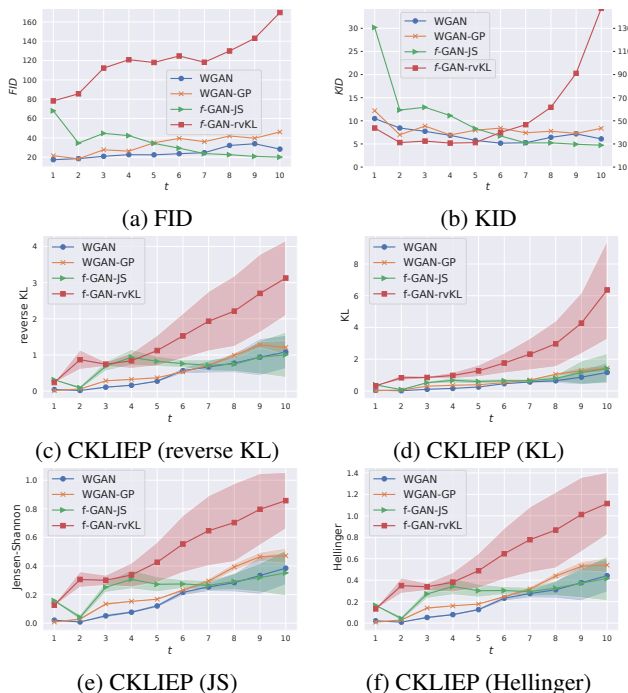 FID
160
140
120
100
80
60
40
20
WGAN
WGAN-GP
f-GAN-JS
f-GAN-rvKL
1 2 3 4 5 6 7 8 9 10
t
(a) FID
KID
30
25
20
15
10
5
0
WGAN
WGAN-GP
f-GAN-JS
f-GAN-rvKL
70
40
10
1 2 3 4 5 6 7 8 9 10
t
(b) KID
reverse KL
4
3
2
1
0
WGAN
WGAN-GP
f-GAN-JS
f-GAN-rvKL
1 2 3 4 5 6 7 8 9 10
t
(c) CKLIEP (reverse KL)
KL
8
6
4
2
0
WGAN
WGAN-GP
f-GAN-JS
f-GAN-rvKL
1 2 3 4 5 6 7 8 9 10
t
(d) CKLIEP (KL)
Jensen-Shannon
1.0
0.8
0.6
0.4
0.2
0.0
WGAN
WGAN-GP
f-GAN-JS
f-GAN-rvKL
1 2 3 4 5 6 7 8 9 10
t
(e) CKLIEP (JS)
Hellinger
1.4
1.2
1.0
0.8
0.6
0.4
0.2
0.0
WGAN
WGAN-GP
f-GAN-JS
f-GAN-rvKL
1 2 3 4 5 6 7 8 9 10
t
(f) CKLIEP (Hellinger)